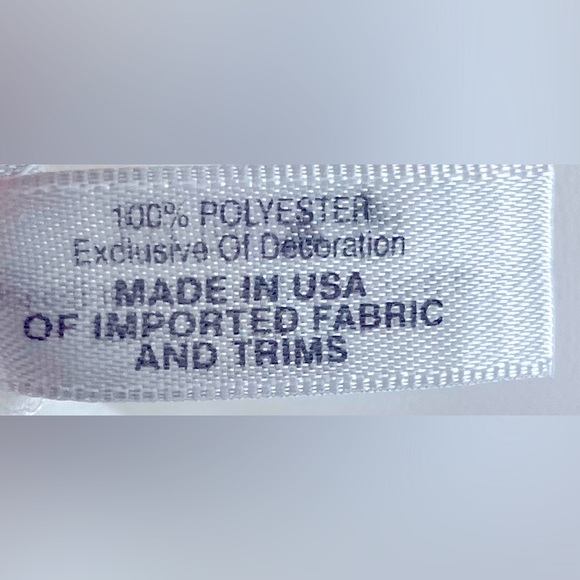 100% POLYESTER
Exclusive Of Decoration
MADE IN USA
OF IMPORTED FABRIC
AND TRIMS